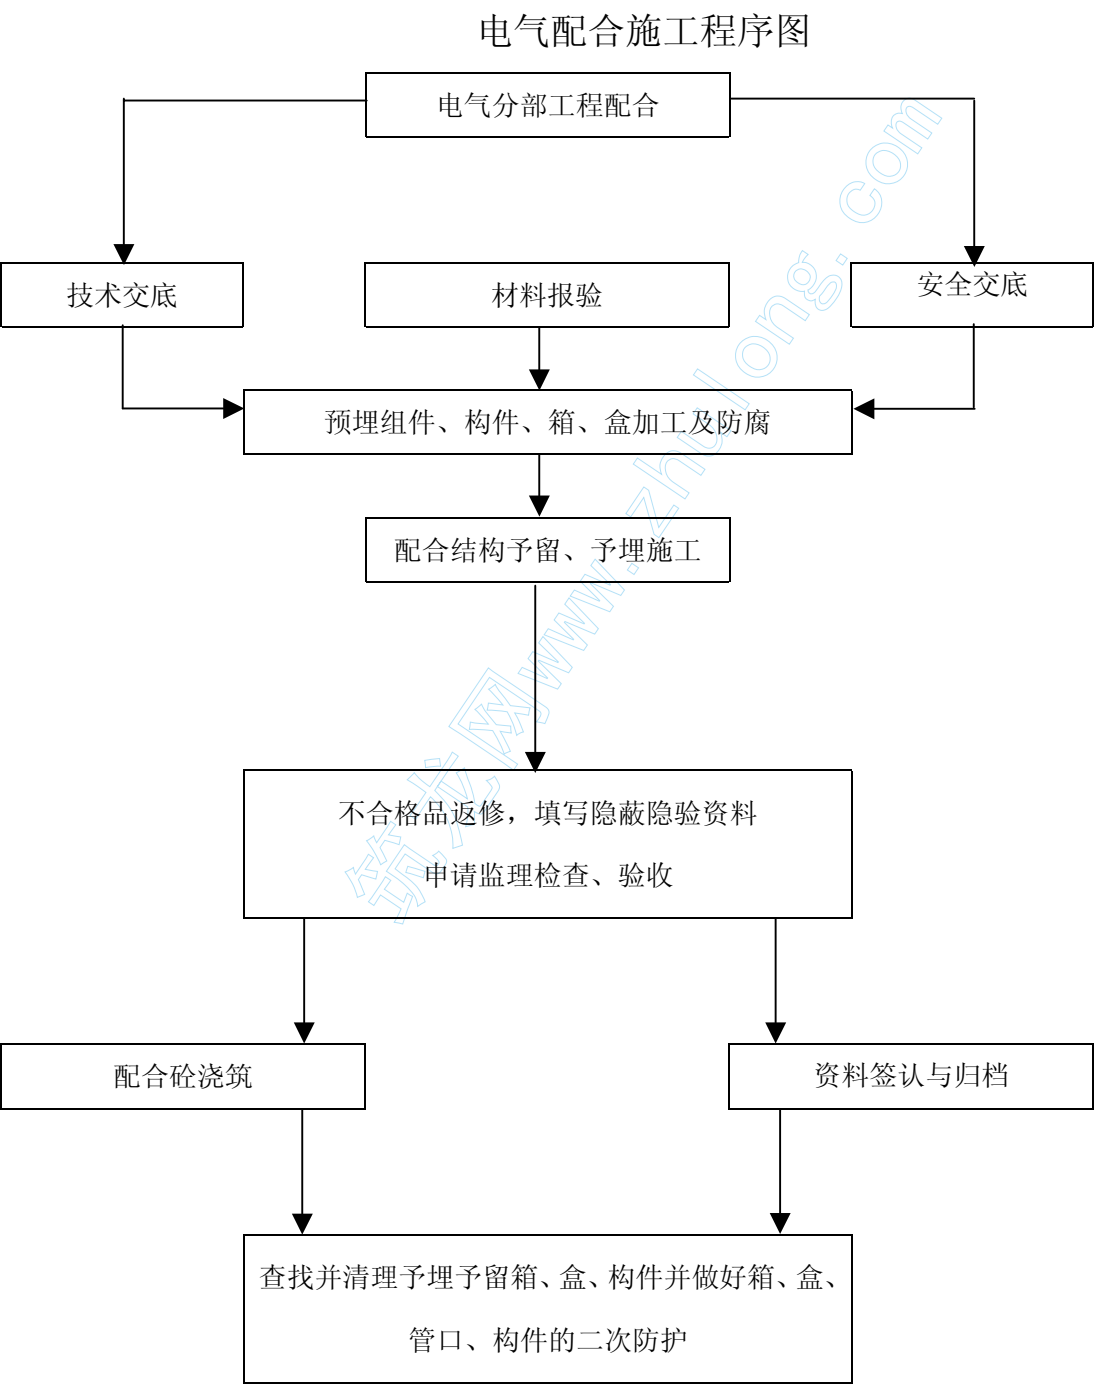 电气配合施工程序图
电气分部工程配合
技术交底
材料报验
安全交底
预埋组件、构件、箱、盒加工及防腐
配合结构予留、予埋施工
不合格品返修，填写隐蔽隐验资料
申请监理检查、验收
配合砼浇筑
资料签认与归档
查找并清理予埋予留箱、盒、构件并做好箱、盒、
管口、构件的二次防护
筑龙网www.zhulong.com